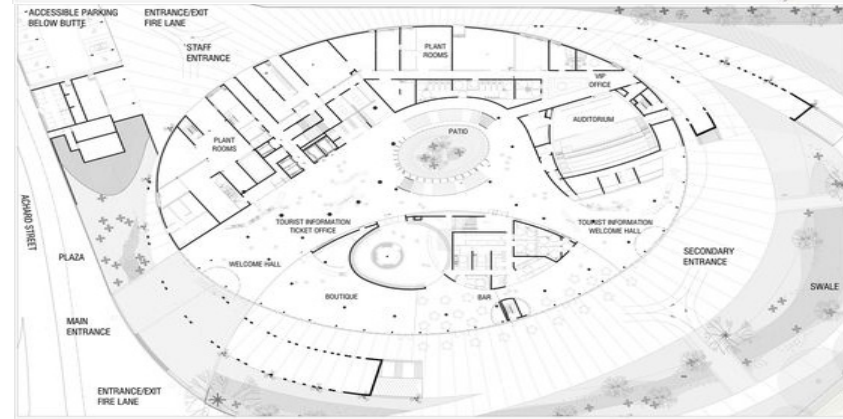 ACCESSIBLE PARKING
BELOW BUTTE
ENTRANCE/EXIT
FIRE LANE
STAFF
ENTRANCE
PLANT
ROOMS
VIP
OFFICE
AUDITORIUM
PATIO
PLANT
ROOMS
ACHARD STREET
TOURIST INFORMATION
TICKET OFFICE
TOURIST INFORMATION
WELCOME HALL
PLAZA
WELCOME HALL
SECONDARY
ENTRANCE
SWALE
BOUTIQUE
BAR
MAIN
ENTRANCE
ENTRANCE/EXIT
FIRE LANE